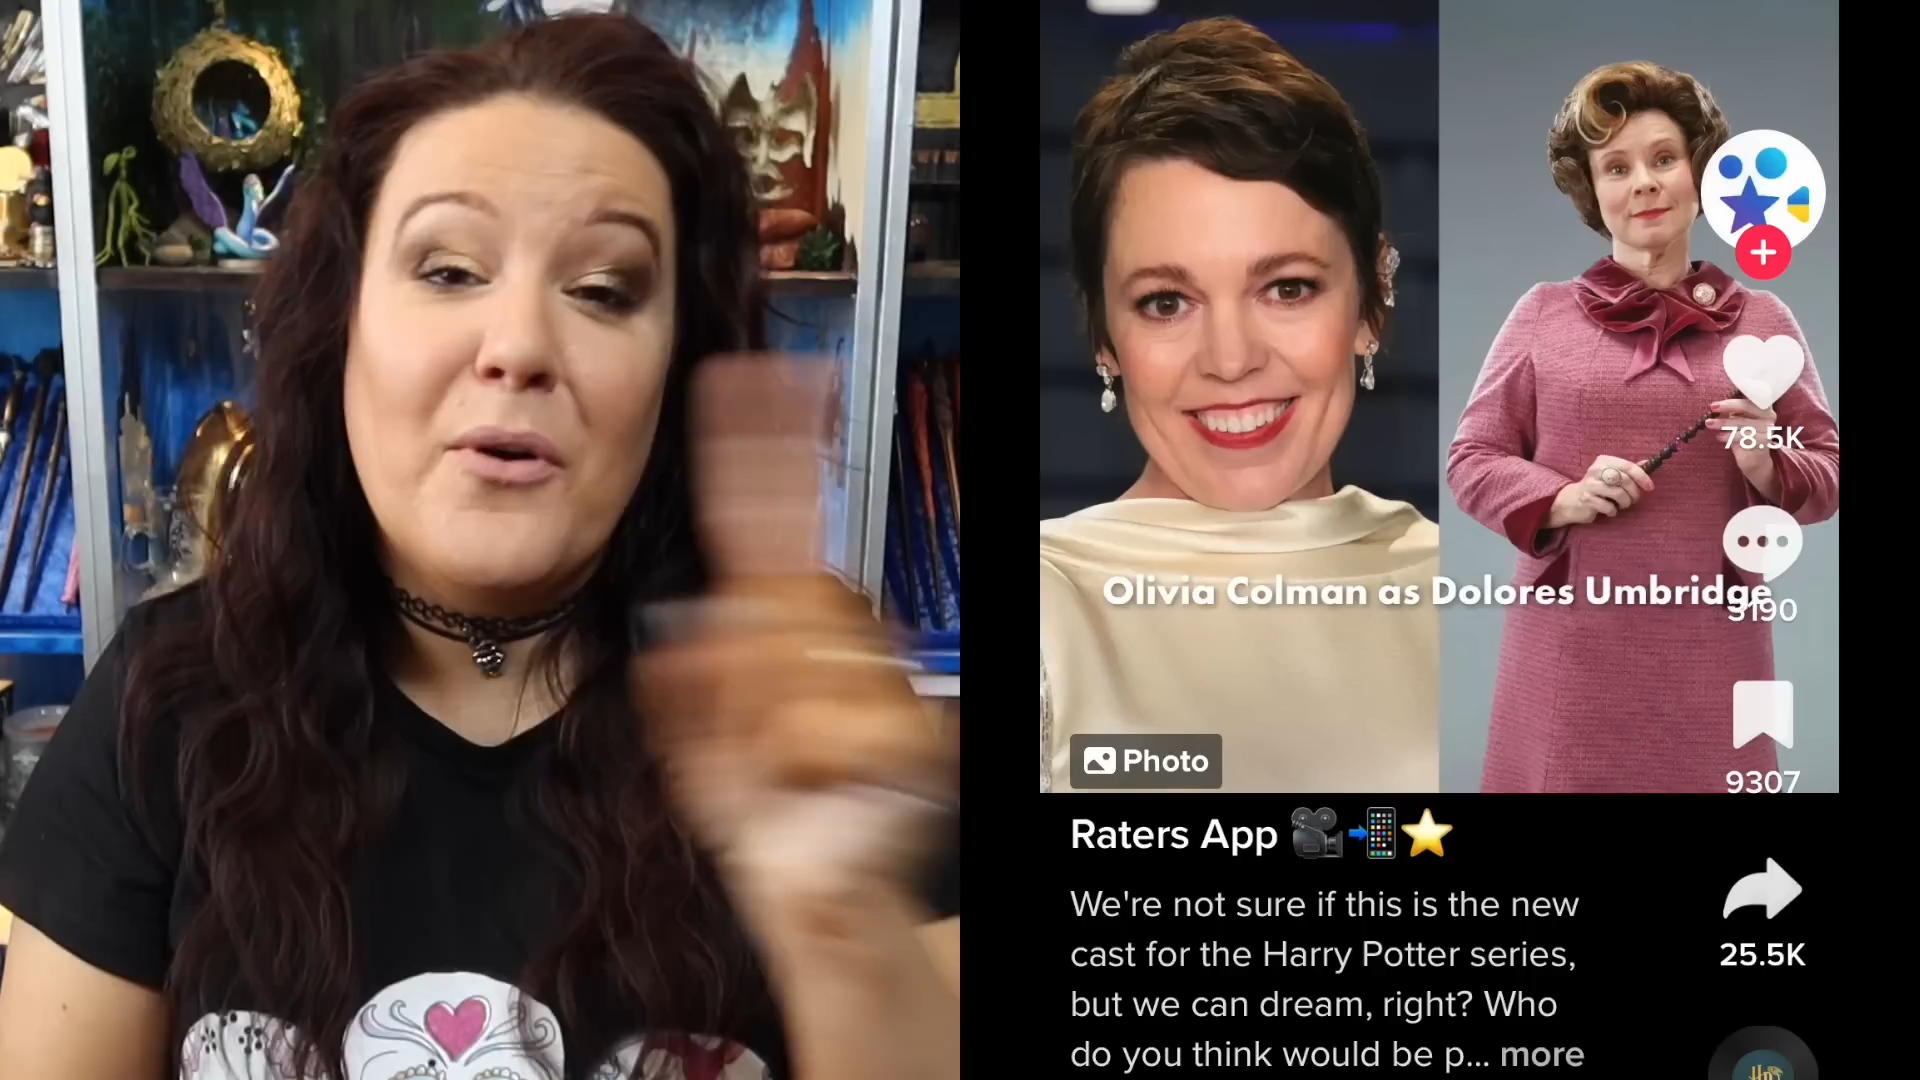 Olivia Colman as Dolores Umbridge
78.5K
3190
9307
Photo
Raters App
We're not sure if this is the new
cast for the Harry Potter series,
but we can dream, right? Who
do you think would be p... more
25.5K